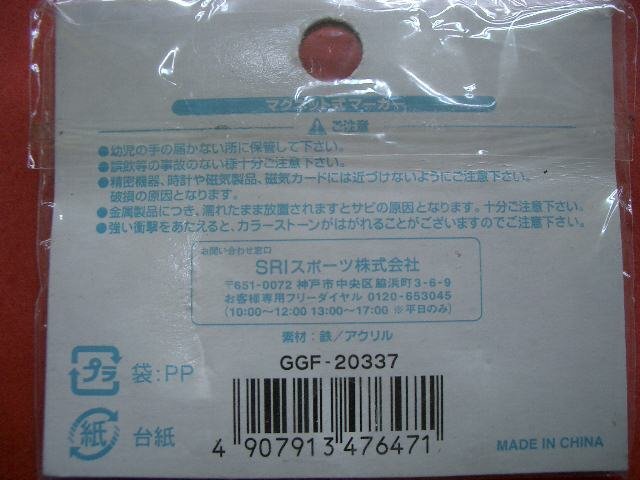 マグネット式マーカー
ご注意
●幼児の手の届かない所に保管して下さい。
●誤飲等の事故のない様十分ご注意下さい。
●精密機器、時計や磁気製品、磁気カードには近づけないようにご注意下さい。
破損の原因となります。
●金属製品につき、濡れたまま放置されますとサビの原因となります。十分ご注意下さい。
●強い衝撃をあたえると、カラーストーンがはがれることがございますのでご注意下さい。
お問い合わせ窓口
SRIスポーツ株式会社
〒651-0072 神戸市中央区脇浜町3-6-9
お客様専用フリーダイヤル 0120-653045
(10:00〜12:00 13:00〜17:00 ※平日のみ)
素材：鉄／アクリル
GGF-20337
プラ 袋:PP
紙 台紙
4 907913 476471
MADE IN CHINA